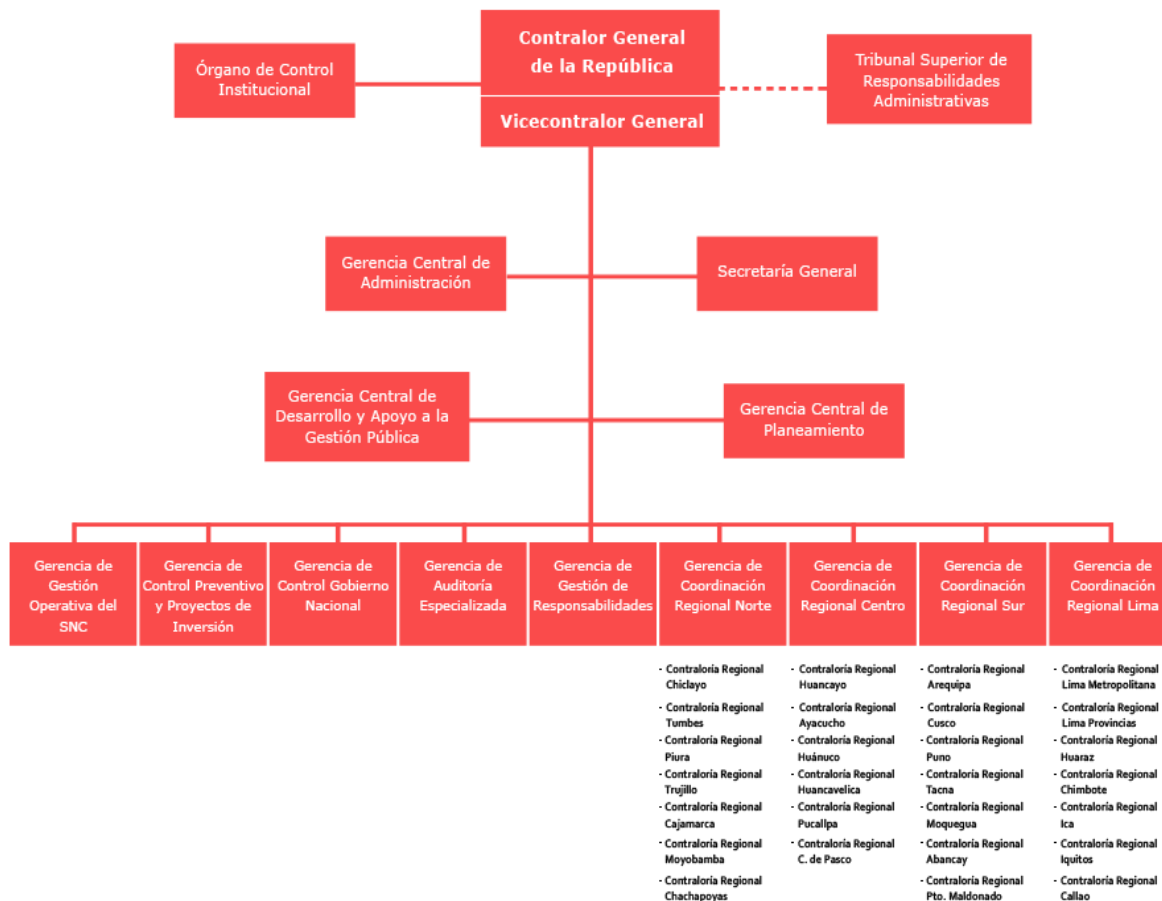 Contralor General
de la República
Vicecontralor General
Órgano de Control
Institucional
Tribunal Superior de
Responsabilidades
Administrativas
Gerencia Central de
Administración
Secretaría General
Gerencia Central de
Desarrollo y Apoyo a la
Gestión Pública
Gerencia Central de
Planeamiento
Gerencia de
Gestión
Operativa del
SNC
Gerencia de
Control Preventivo
y Proyectos de
Inversión
Gerencia de
Control Gobierno
Nacional
Gerencia de
Auditoría
Especializada
Gerencia de
Gestión de
Responsabilidades
Gerencia de
Coordinación
Regional Norte
Gerencia de
Coordinación
Regional Centro
Gerencia de
Coordinación
Regional Sur
Gerencia de
Coordinación
Regional Lima
- Contraloría Regional
Chiclayo
- Contraloría Regional
Tumbes
- Contraloría Regional
Piura
- Contraloría Regional
Trujillo
- Contraloría Regional
Cajamarca
- Contraloría Regional
Moyobamba
- Contraloría Regional
Chachapoyas
- Contraloría Regional
Huancayo
- Contraloría Regional
Ayacucho
- Contraloría Regional
Huánuco
- Contraloría Regional
Huancavelica
- Contraloría Regional
Pucallpa
- Contraloría Regional
C. de Pasco
- Contraloría Regional
Arequipa
- Contraloría Regional
Cusco
- Contraloría Regional
Puno
- Contraloría Regional
Tacna
- Contraloría Regional
Moquegua
- Contraloría Regional
Abancay
- Contraloría Regional
Pto. Maldonado
- Contraloría Regional
Lima Metropolitana
- Contraloría Regional
Lima Provincias
- Contraloría Regional
Huaraz
- Contraloría Regional
Chimbote
- Contraloría Regional
Ica
- Contraloría Regional
Iquitos
- Contraloría Regional
Callao